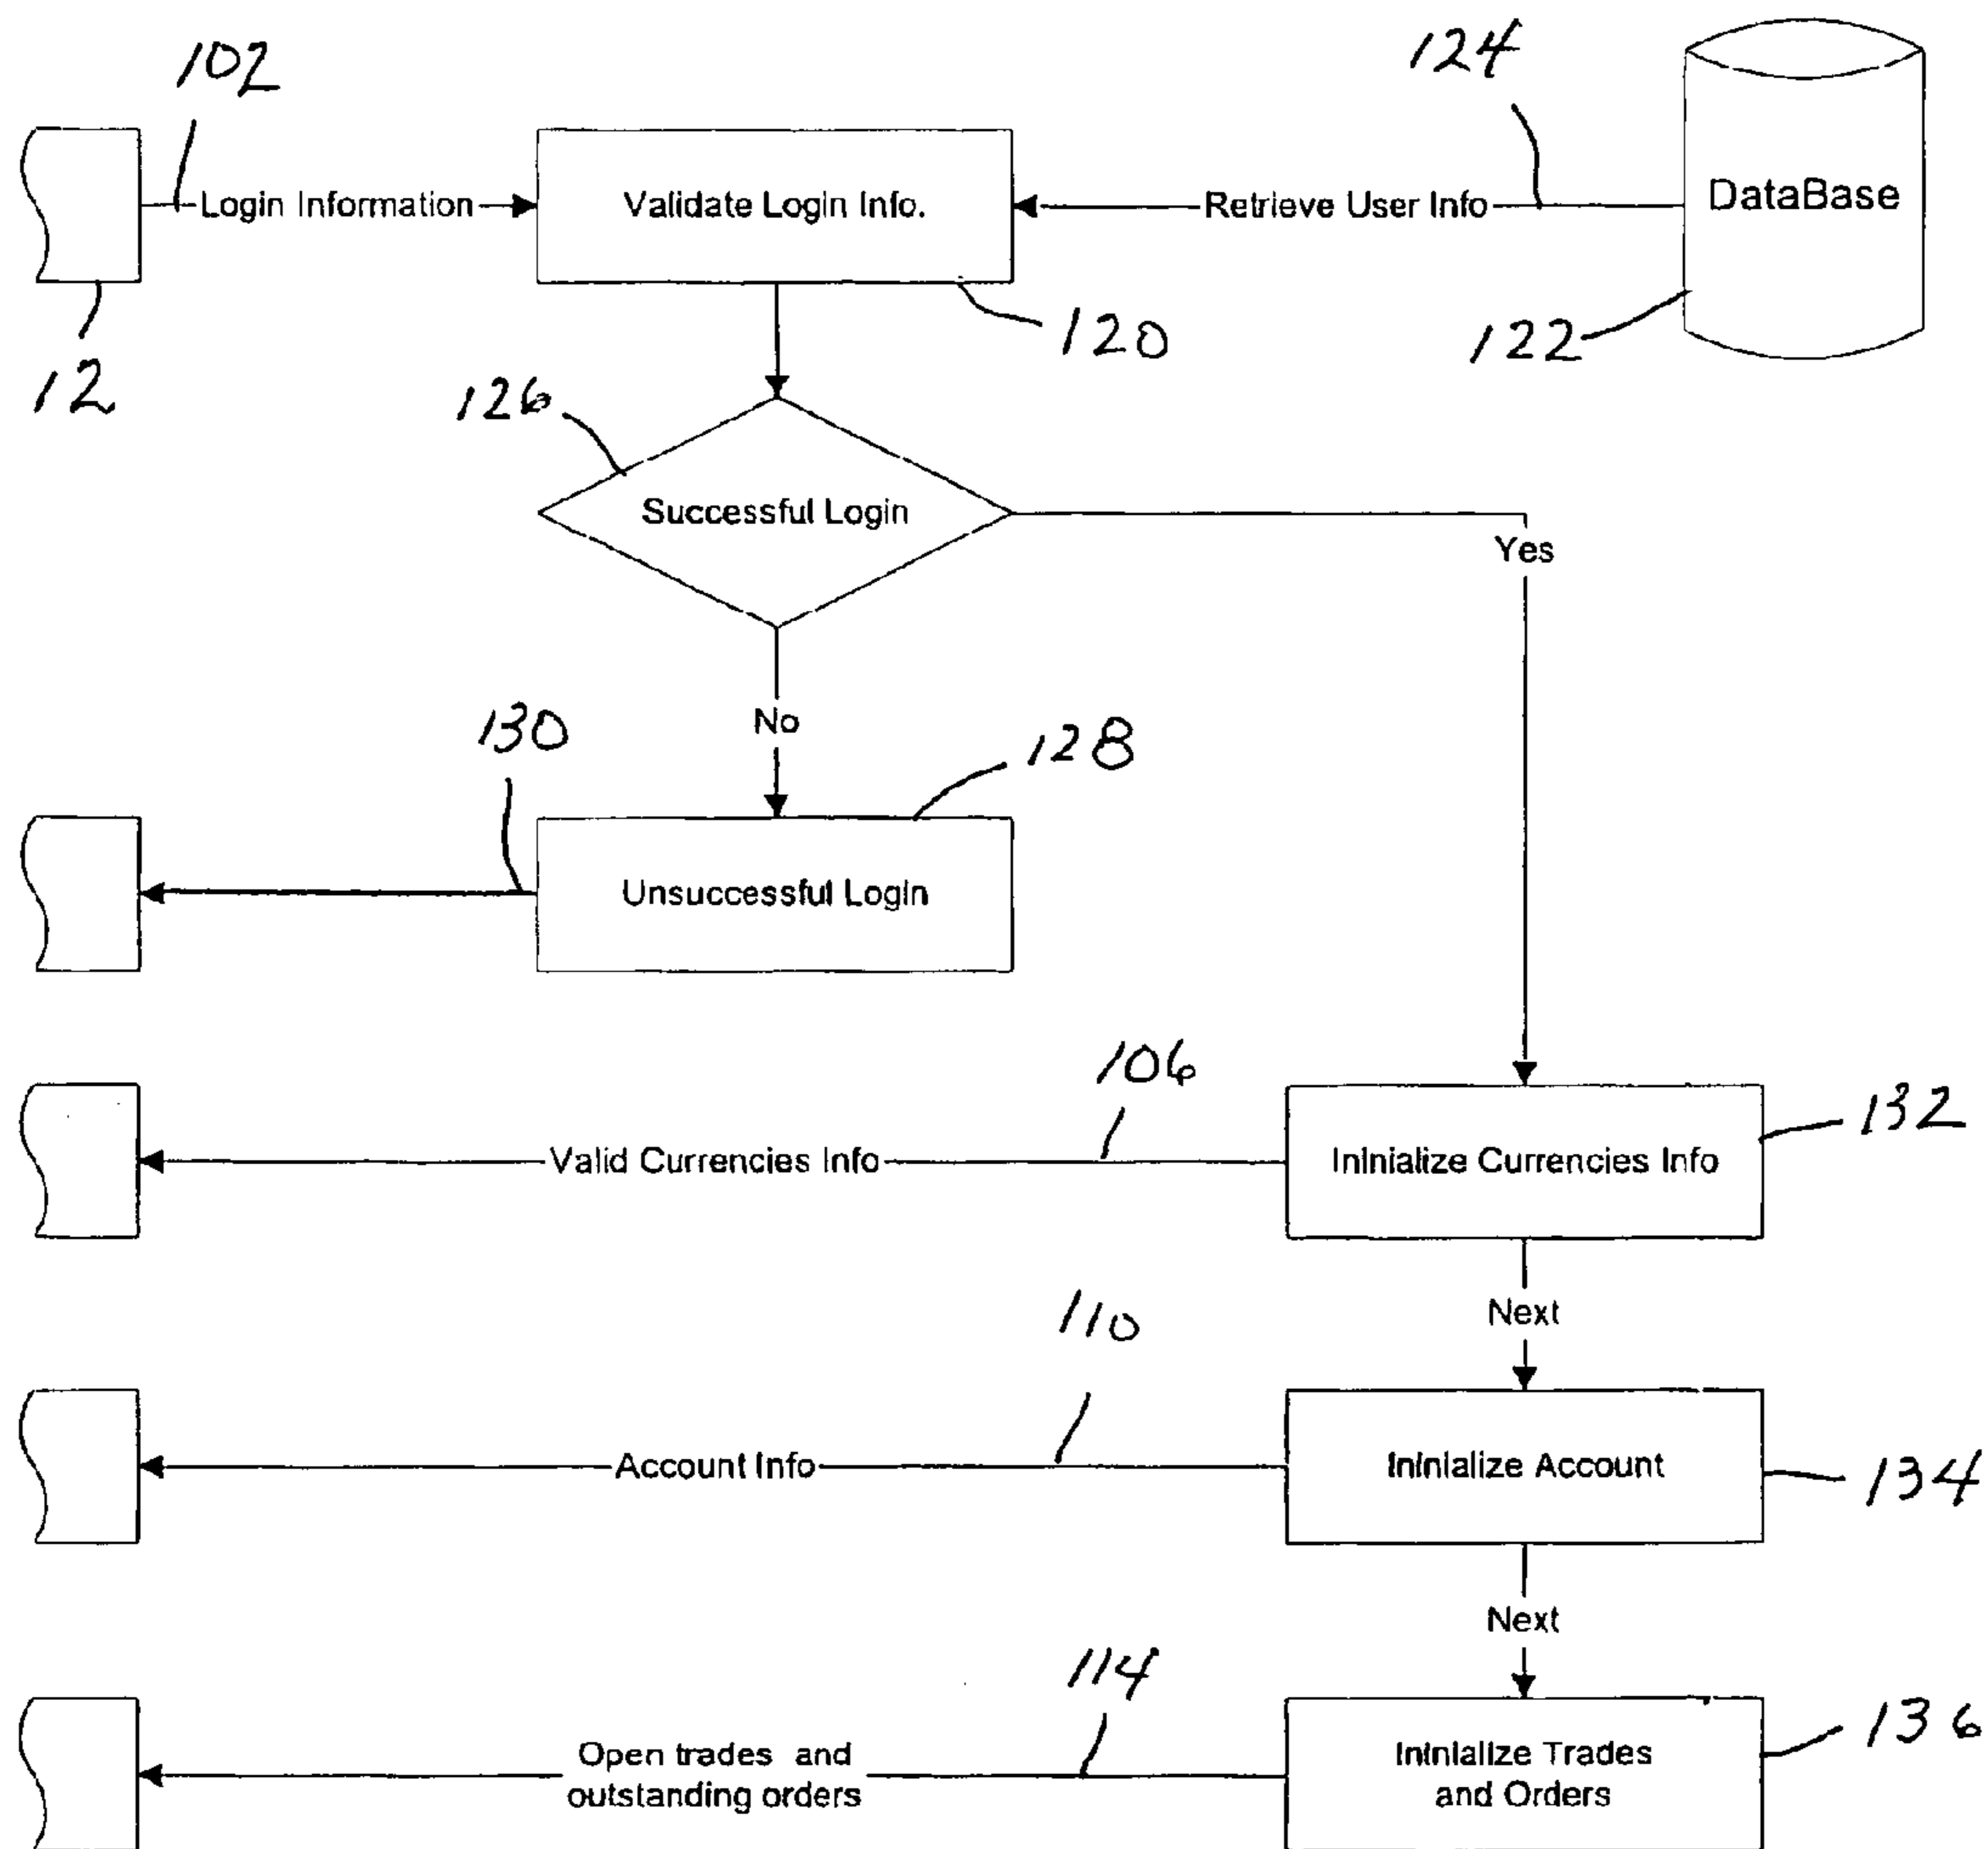 102
124
Login Information
Validate Login Info.
Retrieve User Info
DataBase
12
120
122
126
Successful Login
Yes
No
130
128
Unsuccessful Login
106
132
Valid Currencies Info
Ininialize Currencies Info
Next
110
Account Info
Ininialize Account
134
Next
114
136
Open trades and
outstanding orders
Ininialize Trades
and Orders